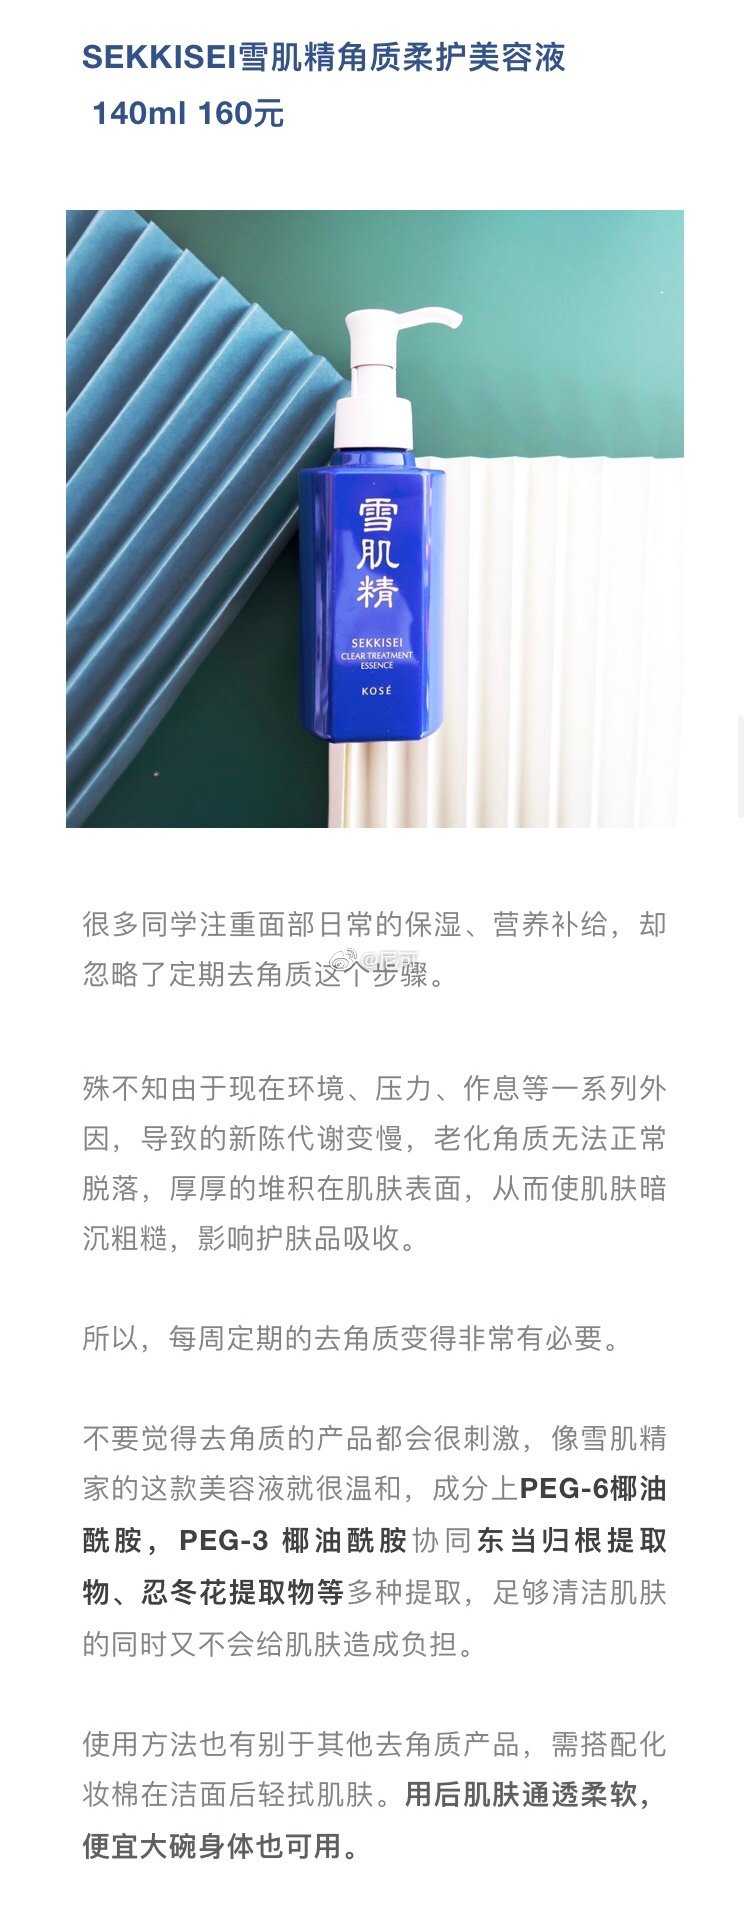 SEKKISEI雪肌精角质柔护美容液
140ml 160元
雪
肌
精
SEKKISEI
CLEAR TREATMENT
ESSENCE
KOSÉ
很多同学注重面部日常的保湿、营养补给，却
忽略了定期去角质这个步骤。
@尼可
殊不知由于现在环境、压力、作息等一系列外
因，导致的新陈代谢变慢，老化角质无法正常
脱落，厚厚的堆积在肌肤表面，从而使肌肤暗
沉粗糙，影响护肤品吸收。
所以，每周定期的去角质变得非常有必要。
不要觉得去角质的产品都会很刺激，像雪肌精
家的这款美容液就很温和，成分上PEG-6椰油
酰胺，PEG-3 椰油酰胺协同东当归根提取
物、忍冬花提取物等多种提取，足够清洁肌肤
的同时又不会给肌肤造成负担。
使用方法也有别于其他去角质产品，需搭配化
妆棉在洁面后轻拭肌肤。用后肌肤通透柔软，
便宜大碗身体也可用。